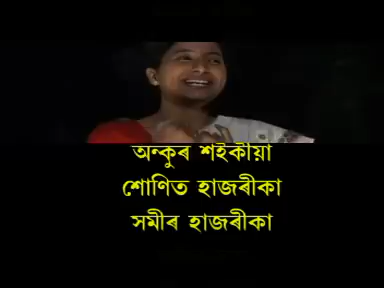 অন্কুৰ শইকীয়া
শোণিত হাজৰীকা
সমীৰ হাজৰীকা